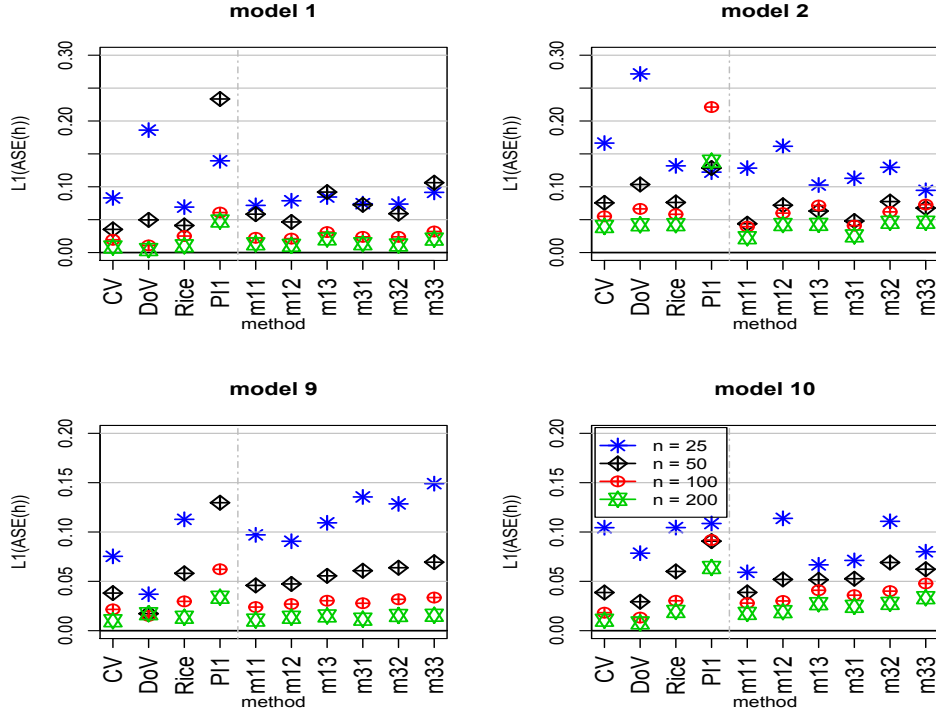 model 1
L1(ASE(h))
0.30
0.20
0.10
0.00
CV
DoV
Rice
PI1
m11
m12
m13
m31
m32
m33
method
model 2
L1(ASE(h))
0.30
0.20
0.10
0.00
CV
DoV
Rice
PI1
m11
m12
m13
m31
m32
m33
method
model 9
L1(ASE(h))
0.20
0.15
0.10
0.05
0.00
CV
DoV
Rice
PI1
m11
m12
m13
m31
m32
m33
method
model 10
L1(ASE(h))
0.20
0.15
0.10
0.05
0.00
n = 25
n = 50
n = 100
n = 200
CV
DoV
Rice
PI1
m11
m12
m13
m31
m32
m33
method